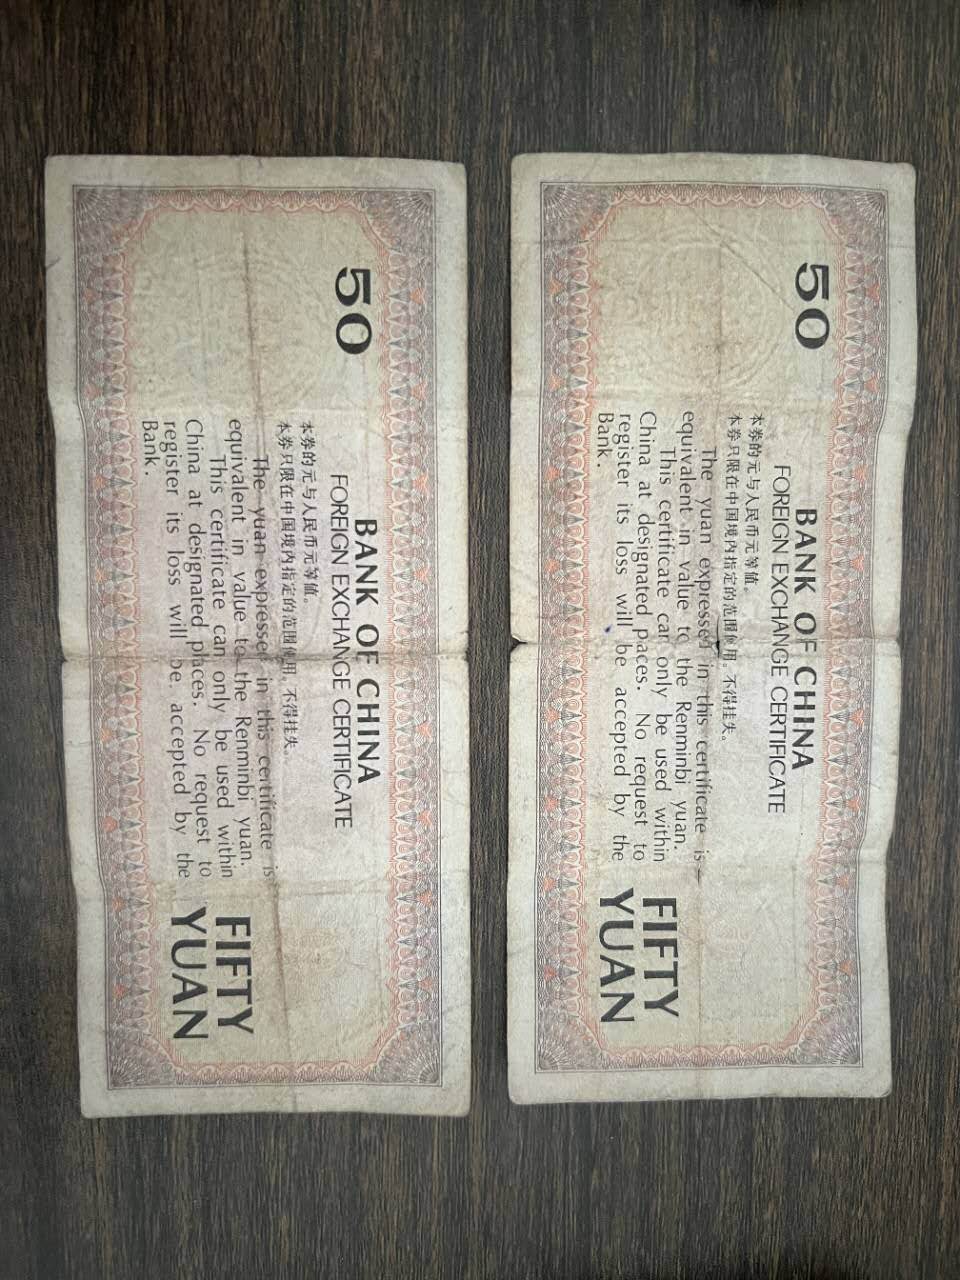 50
BANK OF CHINA
FOREIGN EXCHANGE CERTIFICATE
本券的元与人民币元等值。
本券只限在中国境内指定的范围使用。不得挂失。
The yuan expressed in this certificate is
equivalent in value to the Renminbi yuan.
This certificate can only be used within
China at designated places. No request to
register its loss will be accepted by the
Bank.
FIFTY
YUAN
50
BANK OF CHINA
FOREIGN EXCHANGE CERTIFICATE
本券的元与人民币元等值。
本券只限在中国境内指定的范围使用。不得挂失。
The yuan expressed in this certificate is
equivalent in value to the Renminbi yuan.
This certificate can only be used within
China at designated places. No request to
register its loss will be accepted by the
Bank.
FIFTY
YUAN